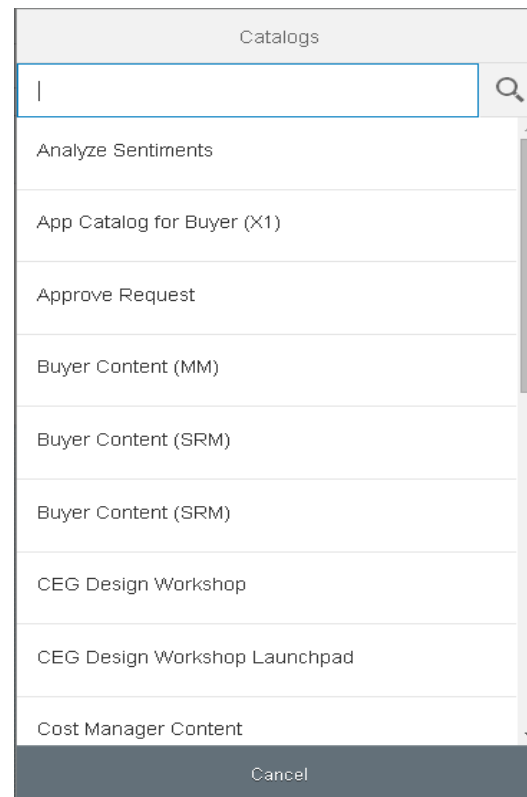 Catalogs
Analyze Sentiments
App Catalog for Buyer (X1)
Approve Request
Buyer Content (MM)
Buyer Content (SRM)
Buyer Content (SRM)
CEG Design Workshop
CEG Design Workshop Launchpad
Cost Manager Content
Cancel